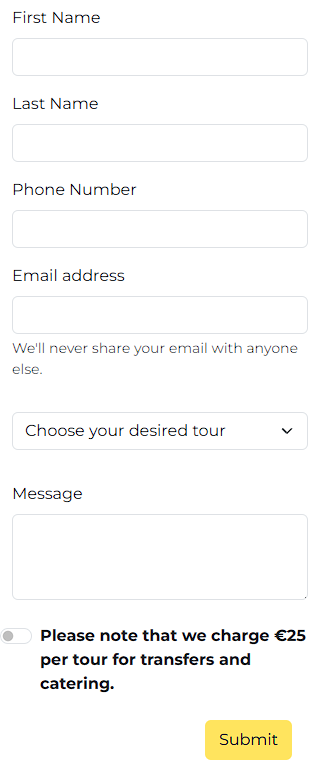 First Name
Last Name
Phone Number
Email address
We'll never share your email with anyone
else.
Choose your desired tour
Message
Please note that we charge €25
per tour for transfers and
catering.
Submit